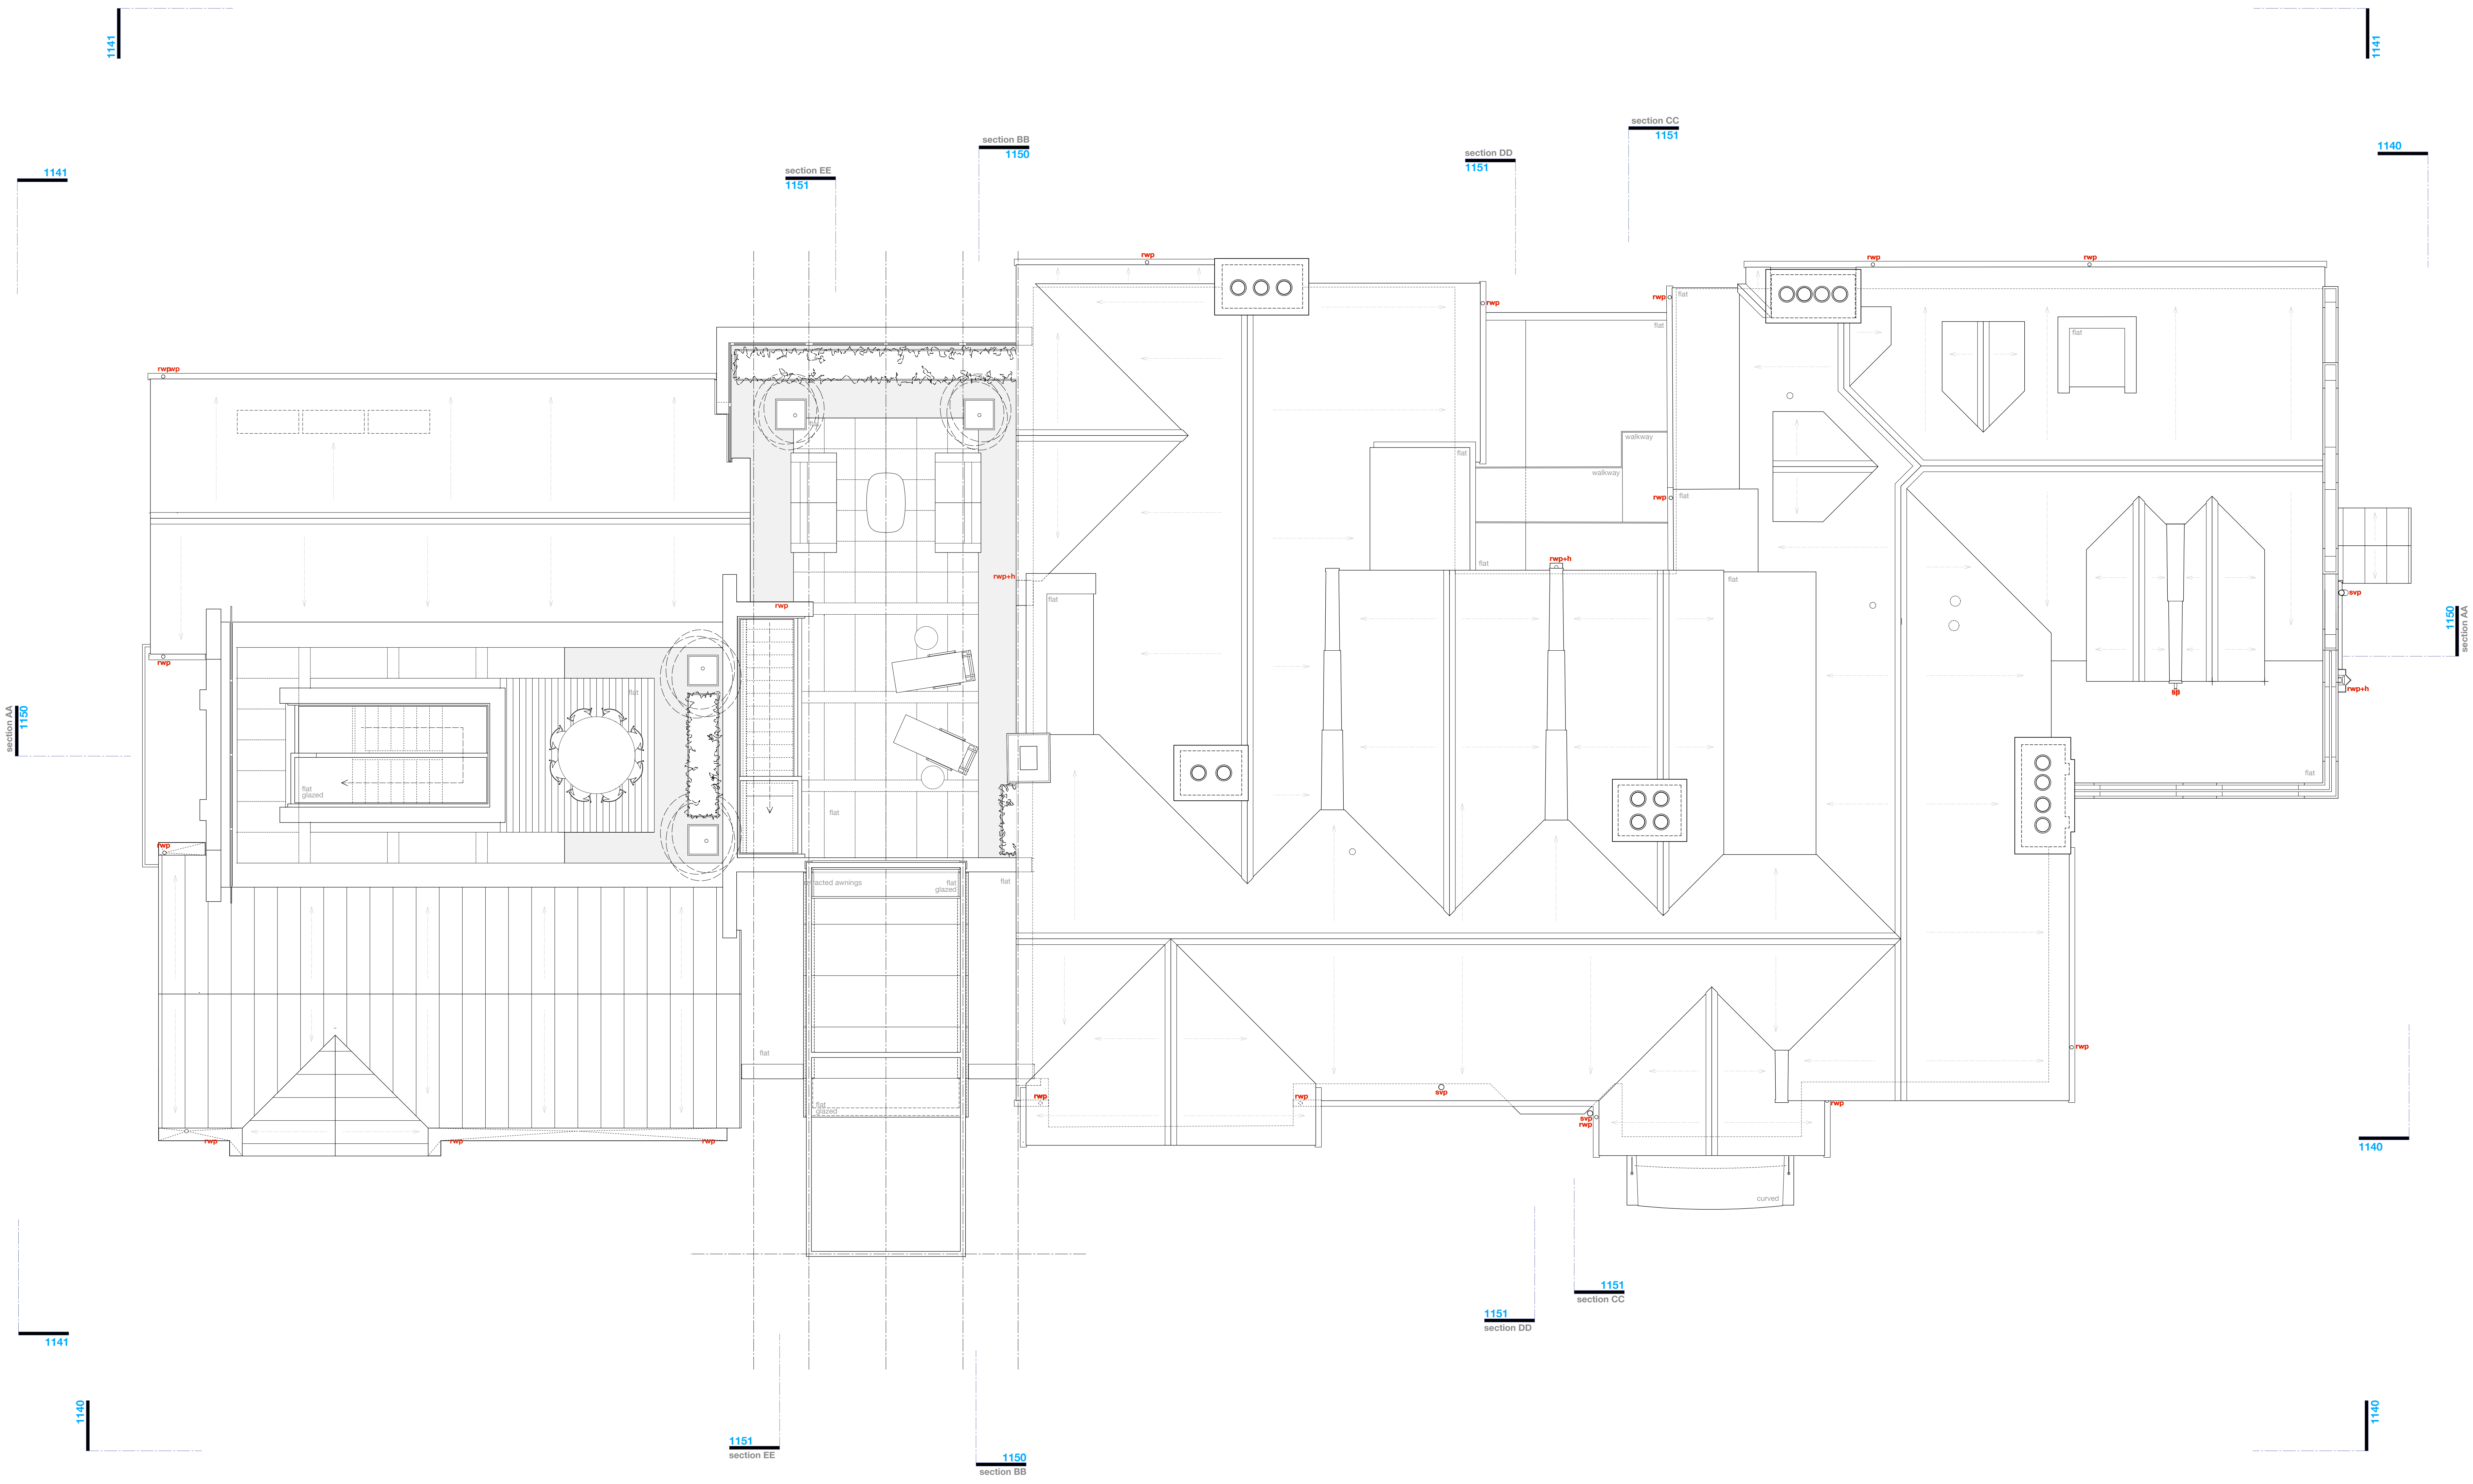 1141
1141
section CC
1151
section BB
1150
section DD
1151
1140
section EE
1151
1141
rwp
rwp
rwp
rwp
flat
rwp
flat
flat
rwp
walkway
flat
walkway
rwp
flat
rwp+h
flat
rwp+h
flat
svp
flat
rwp
1150
section AA
rwp
flat
rwp+h
section AA
1150
flat
flat
glazed
flat
rwp
flat
flat
glazed
flat
rwp
flat
rwp
svp
rwp
rwp
flat
glazed
rwp
svp
rwp
rwp
rwp
rwp
1140
curved
1151
section CC
1151
section DD
1141
1140
1140
1151
section EE
1150
section BB